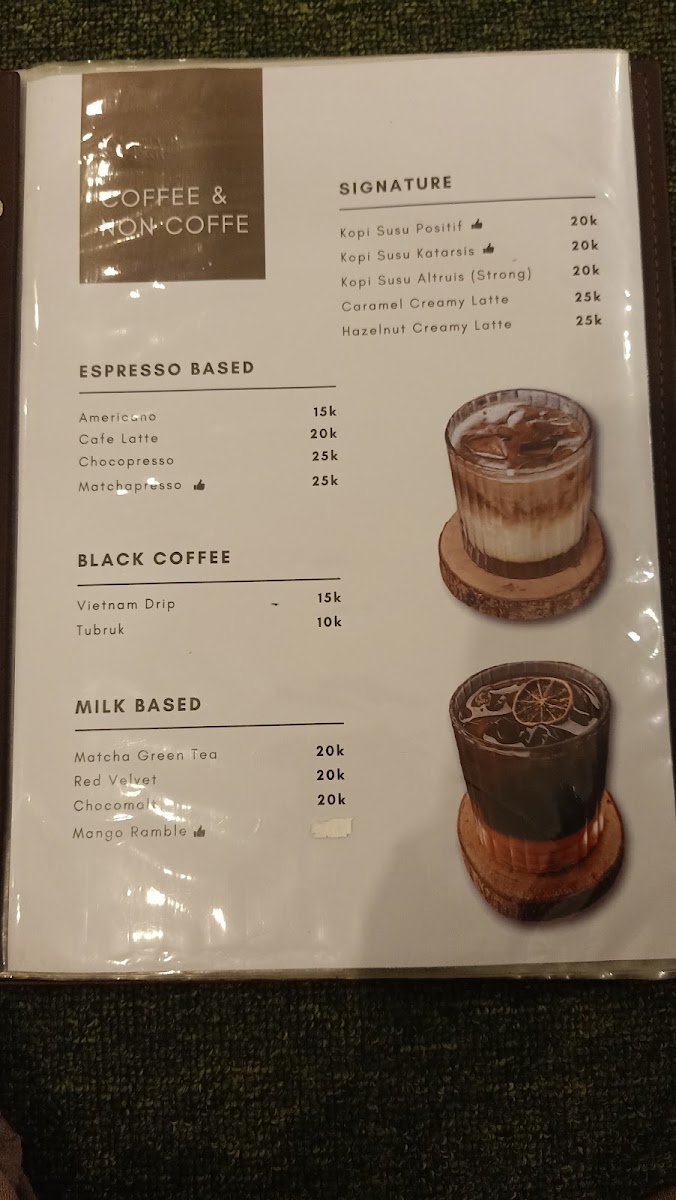 COFFEE &
NON COFFE
SIGNATURE
Kopi Susu Positif 20k
Kopi Susu Katarsis 20k
Kopi Susu Altruis (Strong) 20k
Caramel Creamy Latte 25k
Hazelnut Creamy Latte 25k
ESPRESSO BASED
Americano 15k
Cafe Latte 20k
Chocopresso 25k
Matchapresso 25k
BLACK COFFEE
Vietnam Drip 15k
Tubruk 10k
MILK BASED
Matcha Green Tea 20k
Red Velvet 20k
Chocomalt 20k
Mango Ramble